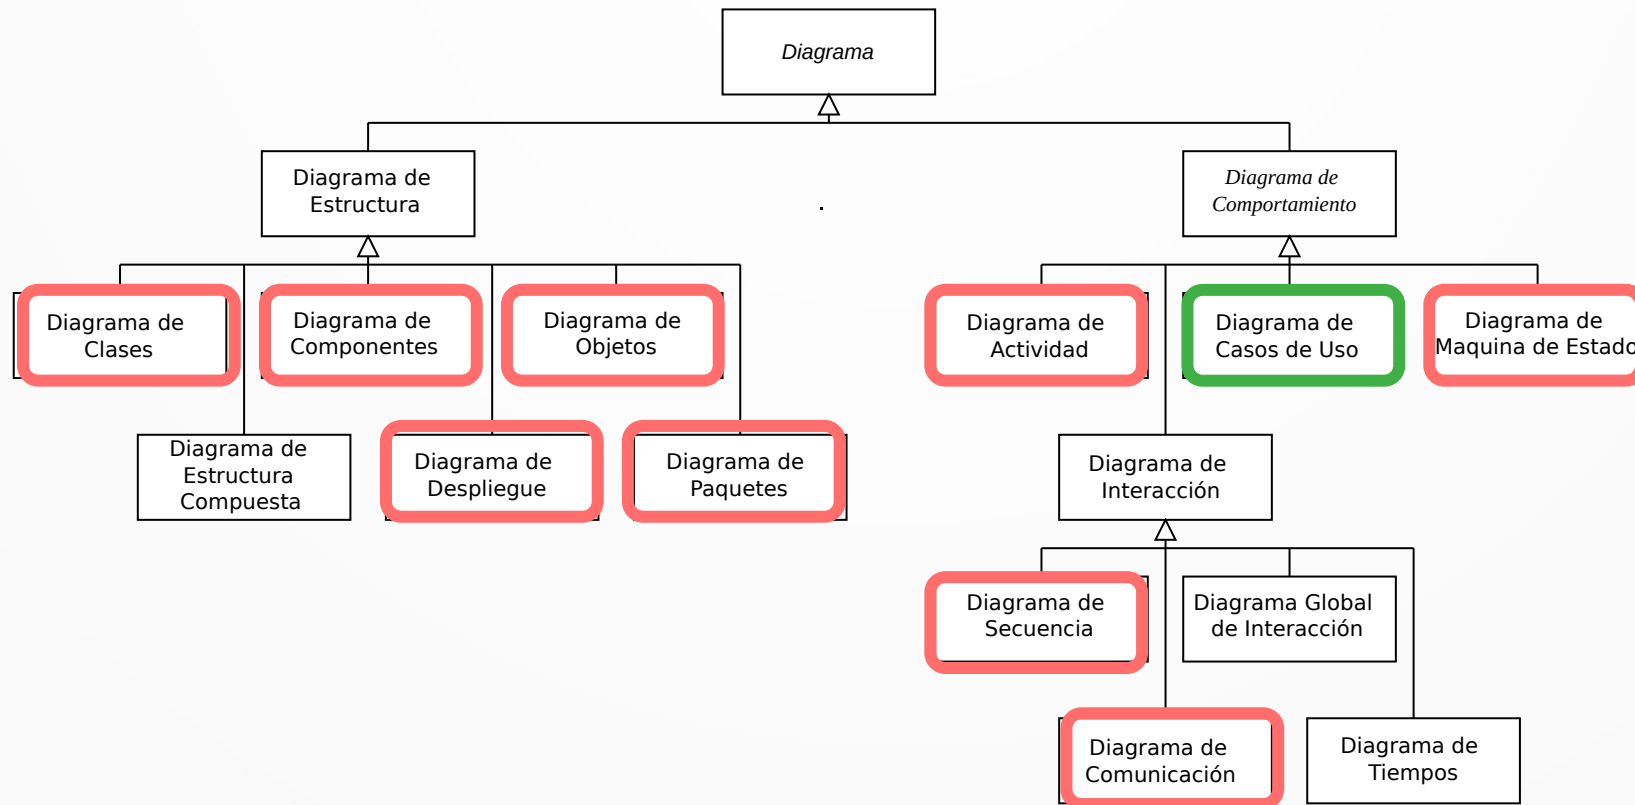 Diagrama
Diagrama de
Estructura
Diagrama de
Comportamiento
Diagrama de
Clases
Diagrama de
Componentes
Diagrama de
Objetos
Diagrama de
Actividad
Diagrama de
Casos de Uso
Diagrama de
Maquina de Estado
Diagrama de
Estructura
Compuesta
Diagrama de
Despliegue
Diagrama de
Paquetes
Diagrama de
Interacción
Diagrama de
Secuencia
Diagrama Global
de Interacción
Diagrama de
Comunicación
Diagrama de
Tiempos